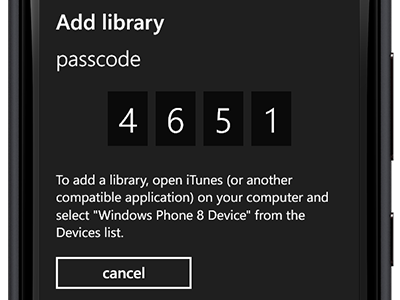 Add library
passcode
4 6 5 1
To add a library, open iTunes (or another
compatible application) on your computer and
select "Windows Phone 8 Device" from the
Devices list.
cancel